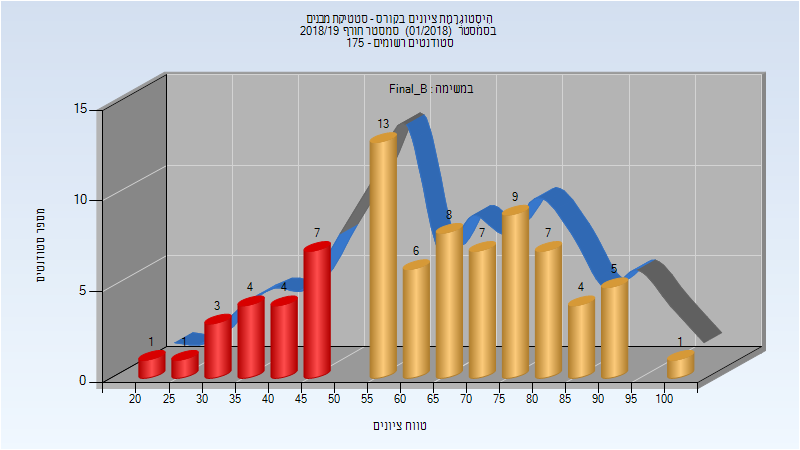 היסטוגרמת ציונים בקורס - סטטיקת מבנים
בסמסטר (01/2018) סמסטר חורף 2018/19
סטודנטים רשומים - 175
במשימה : Final_B
15
10
5
0
מספר סטודנטים
1
1
3
4
4
7
13
6
8
7
9
7
4
5
1
20 25 30 35 40 45 50 55 60 65 70 75 80 85 90 95 100
טווח ציונים